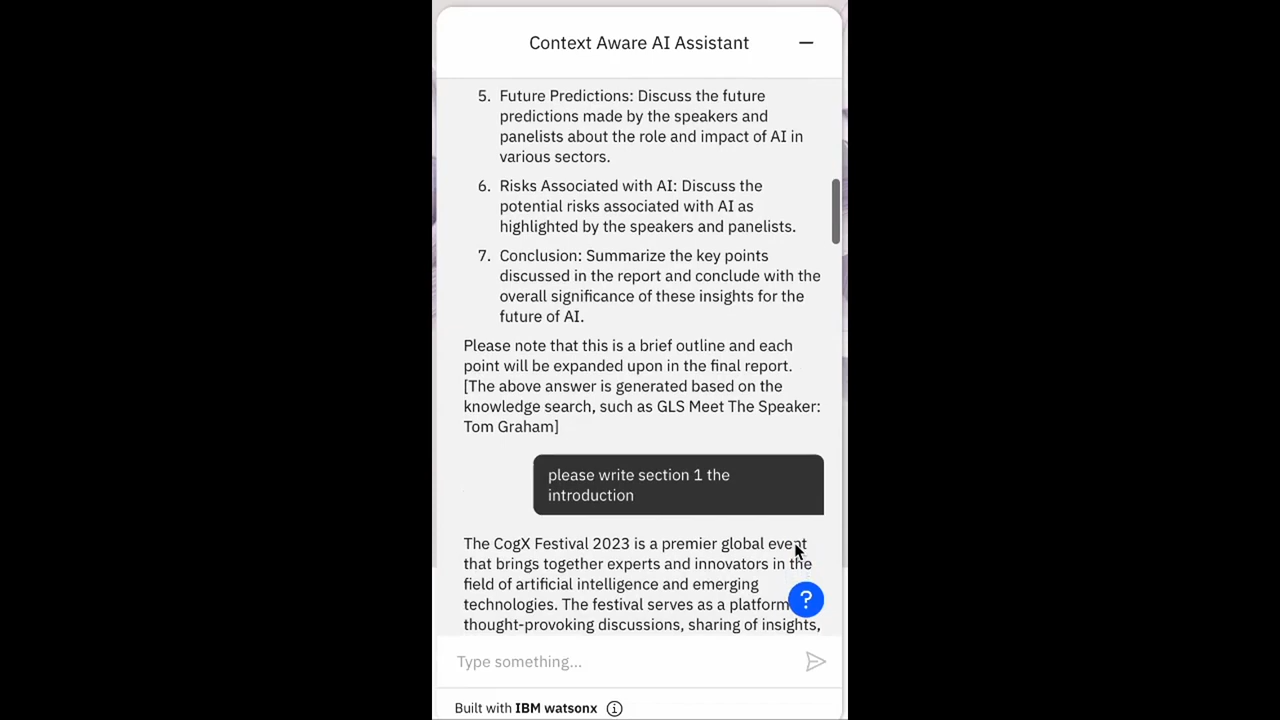 Context Aware AI Assistant
5. Future Predictions: Discuss the future
predictions made by the speakers and
panelists about the role and impact of AI in
various sectors.
6. Risks Associated with AI: Discuss the
potential risks associated with AI as
highlighted by the speakers and panelists.
7. Conclusion: Summarize the key points
discussed in the report and conclude with the
overall significance of these insights for the
future of AI.
Please note that this is a brief outline and each
point will be expanded upon in the final report.
[The above answer is generated based on the
knowledge search, such as GLS Meet The Speaker:
Tom Graham]
please write section 1 the
introduction
The CogX Festival 2023 is a premier global event
that brings together experts and innovators in the
field of artificial intelligence and emerging
technologies. The festival serves as a platform
?
thought-provoking discussions, sharing of insights,
Type something...
Built with IBM watsonx